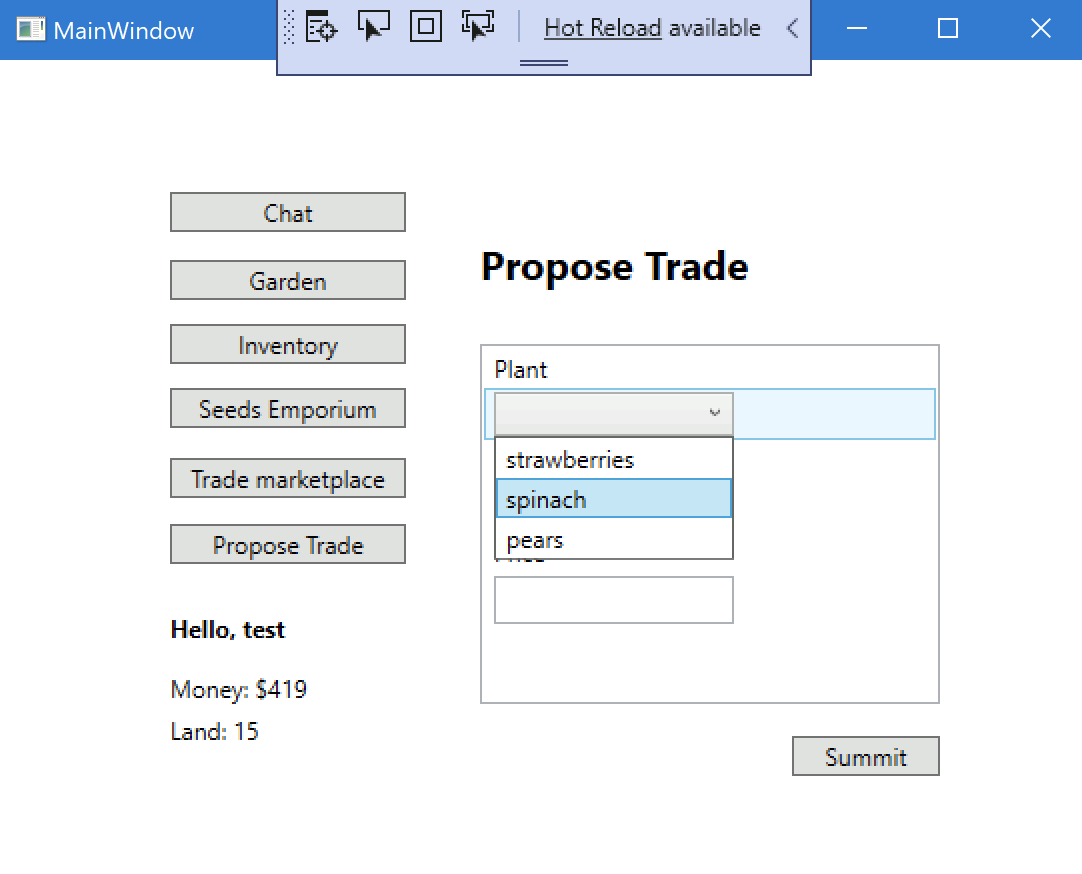 MainWindow
Hot Reload available
Chat
Garden
Inventory
Seeds Emporium
Trade marketplace
Propose Trade
Hello, test
Money: $419
Land: 15
Propose Trade
Plant
strawberries
spinach
pears
Summit